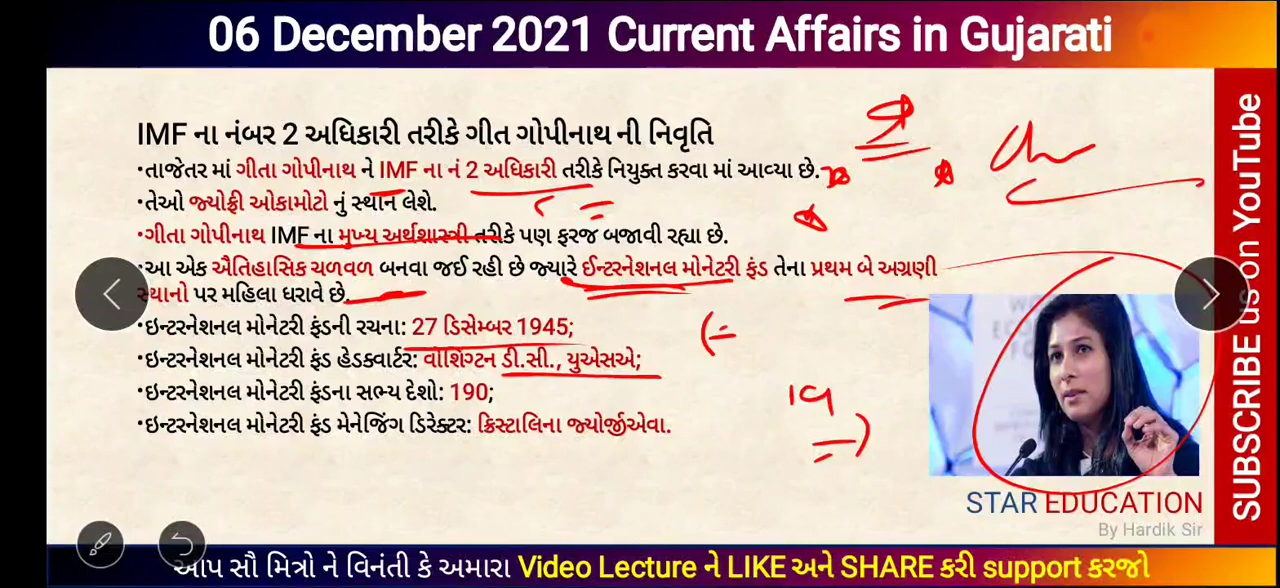 06 December 2021 Current Affairs in Gujarati
IMF ના નંબર 2 અધિકારી તરીકે ગીત ગોપીનાથ ની નિવૃતિ
•તાજેતર માં ગીતા ગોપીનાથ ને IMF ના નં 2 અધિકારી તરીકે નિયુક્ત કરવા માં આવ્યા છે.
•તેઓ જ્યોફ્રી ઓકામોટો નું સ્થાન લેશે.
•ગીતા ગોપીનાથ IMF ના મુખ્ય અર્થશાસ્ત્રી તરીકે પણ ફરજ બજાવી રહ્યા છે.
•આ એક ઐતિહાસિક ચળવળ બનવા જઈ રહી છે જ્યારે ઈન્ટરનેશનલ મોનેટરી ફંડ તેના પ્રથમ બે અગ્રણી
સ્થાનો પર મહિલા ધરાવે છે.
•ઇન્ટરનેશનલ મોનેટરી ફંડની રચના: 27 ડિસેમ્બર 1945;
•ઇન્ટરનેશનલ મોનેટરી ફંડ હેડક્વાર્ટર: વોશિંગ્ટન ડી.સી., યુએસએ;
•ઇન્ટરનેશનલ મોનેટરી ફંડના સભ્ય દેશો: 190;
•ઇન્ટરનેશનલ મોનેટરી ફંડ મેનેજિંગ ડિરેક્ટર: ક્રિસ્ટાલિના જ્યોર્જીએવા.
STAR EDUCATION
By Hardik Sir
SUBSCRIBE us on YouTube
આપ સૌ મિત્રો ને વિનંતી કે અમારા Video Lecture ને LIKE અને SHARE કરી support કરજો